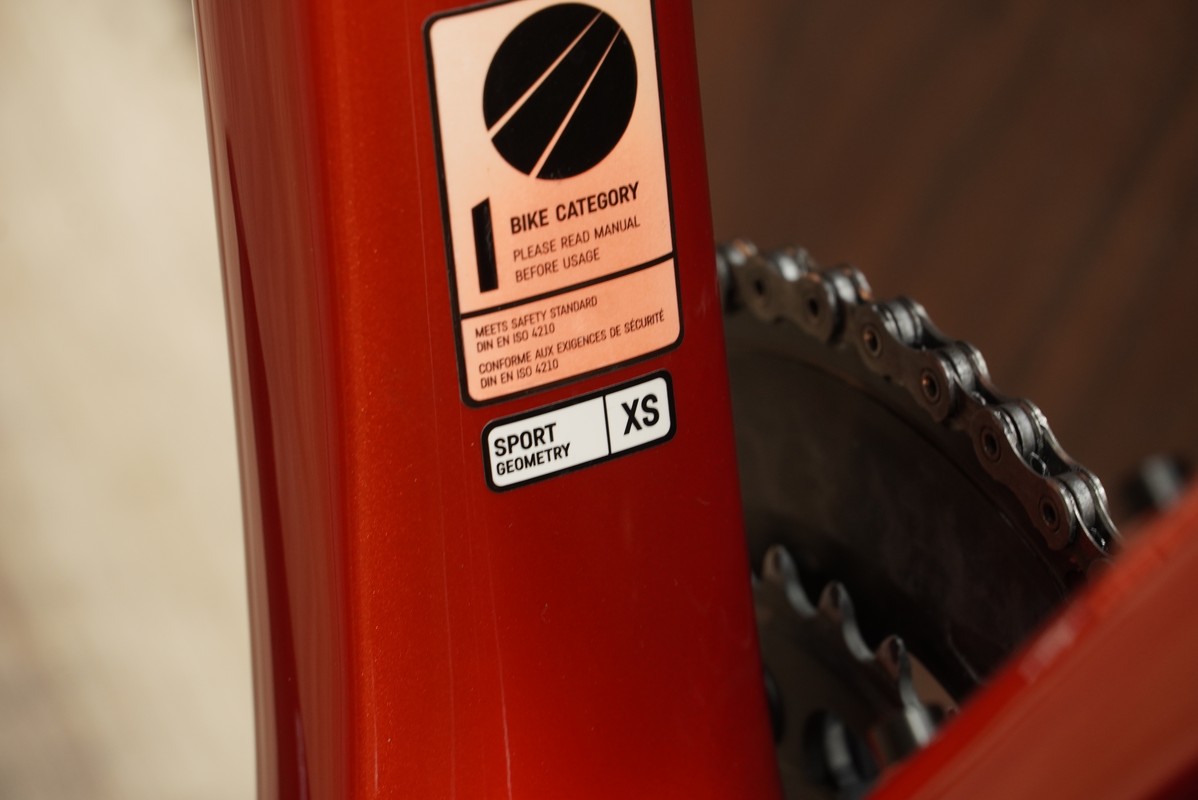 1
BIKE CATEGORY
PLEASE READ MANUAL
BEFORE USAGE
MEETS SAFETY STANDARD
DIN EN ISO 4210
CONFORME AUX EXIGENCES DE SÉCURITÉ
DIN EN ISO 4210
SPORT
GEOMETRY
XS